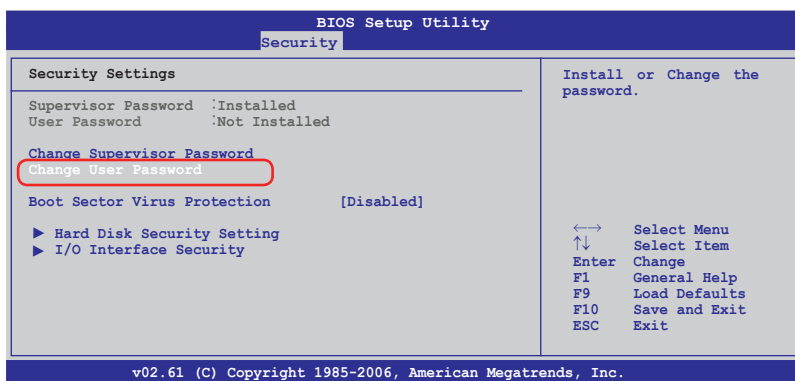 BIOS Setup Utility
Security
Security Settings
Supervisor Password :Installed
User Password :Not Installed
Change Supervisor Password
Change User Password
Boot Sector Virus Protection [Disabled]
▶ Hard Disk Security Setting
▶ I/O Interface Security
Install or Change the
password.
←→ Select Menu
↑↓ Select Item
Enter Change
F1 General Help
F9 Load Defaults
F10 Save and Exit
ESC Exit
v02.61 (C) Copyright 1985-2006, American Megatrends, Inc.